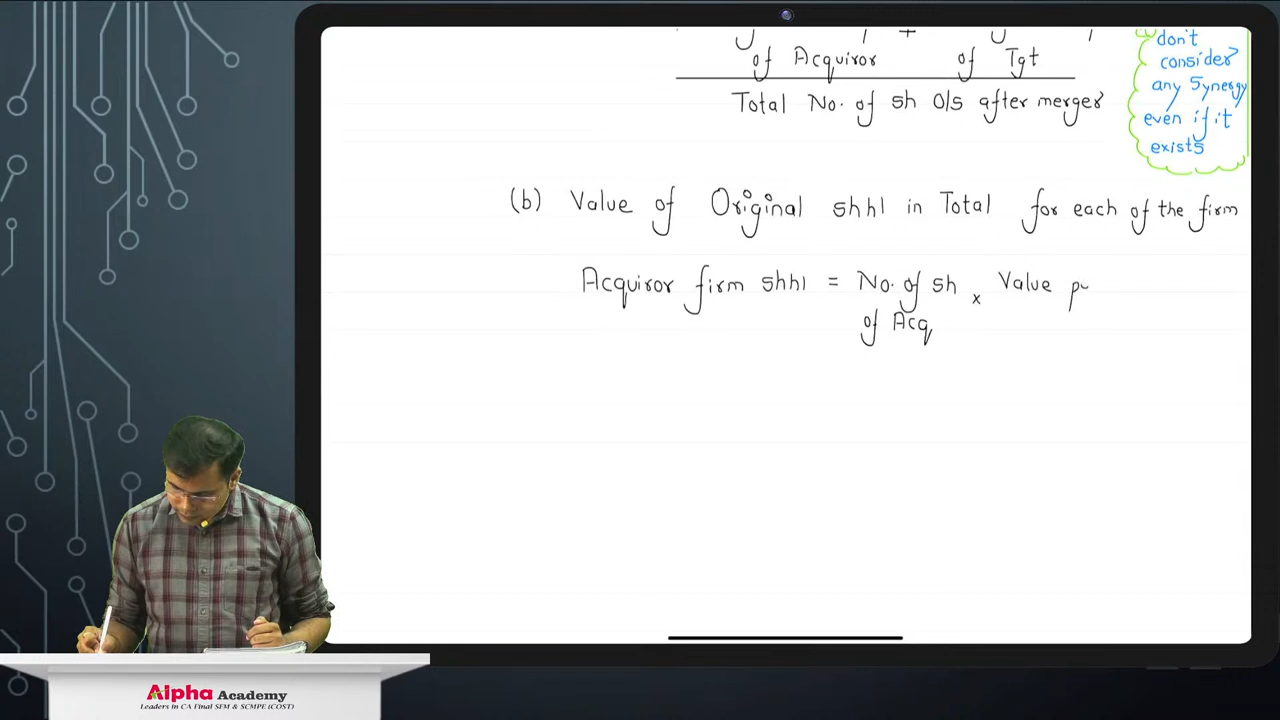 of Acquiror + of Tgt
Total No. of sh O/S after merger
don't
consider
any Synergy
even if it
exists
(b) Value of Original shhl in Total for each of the firm
Acquiror firm shhl = No. of sh x Value
of Acq
Alpha Academy
Leaders in CA Final SFM & SCMPE (COST)